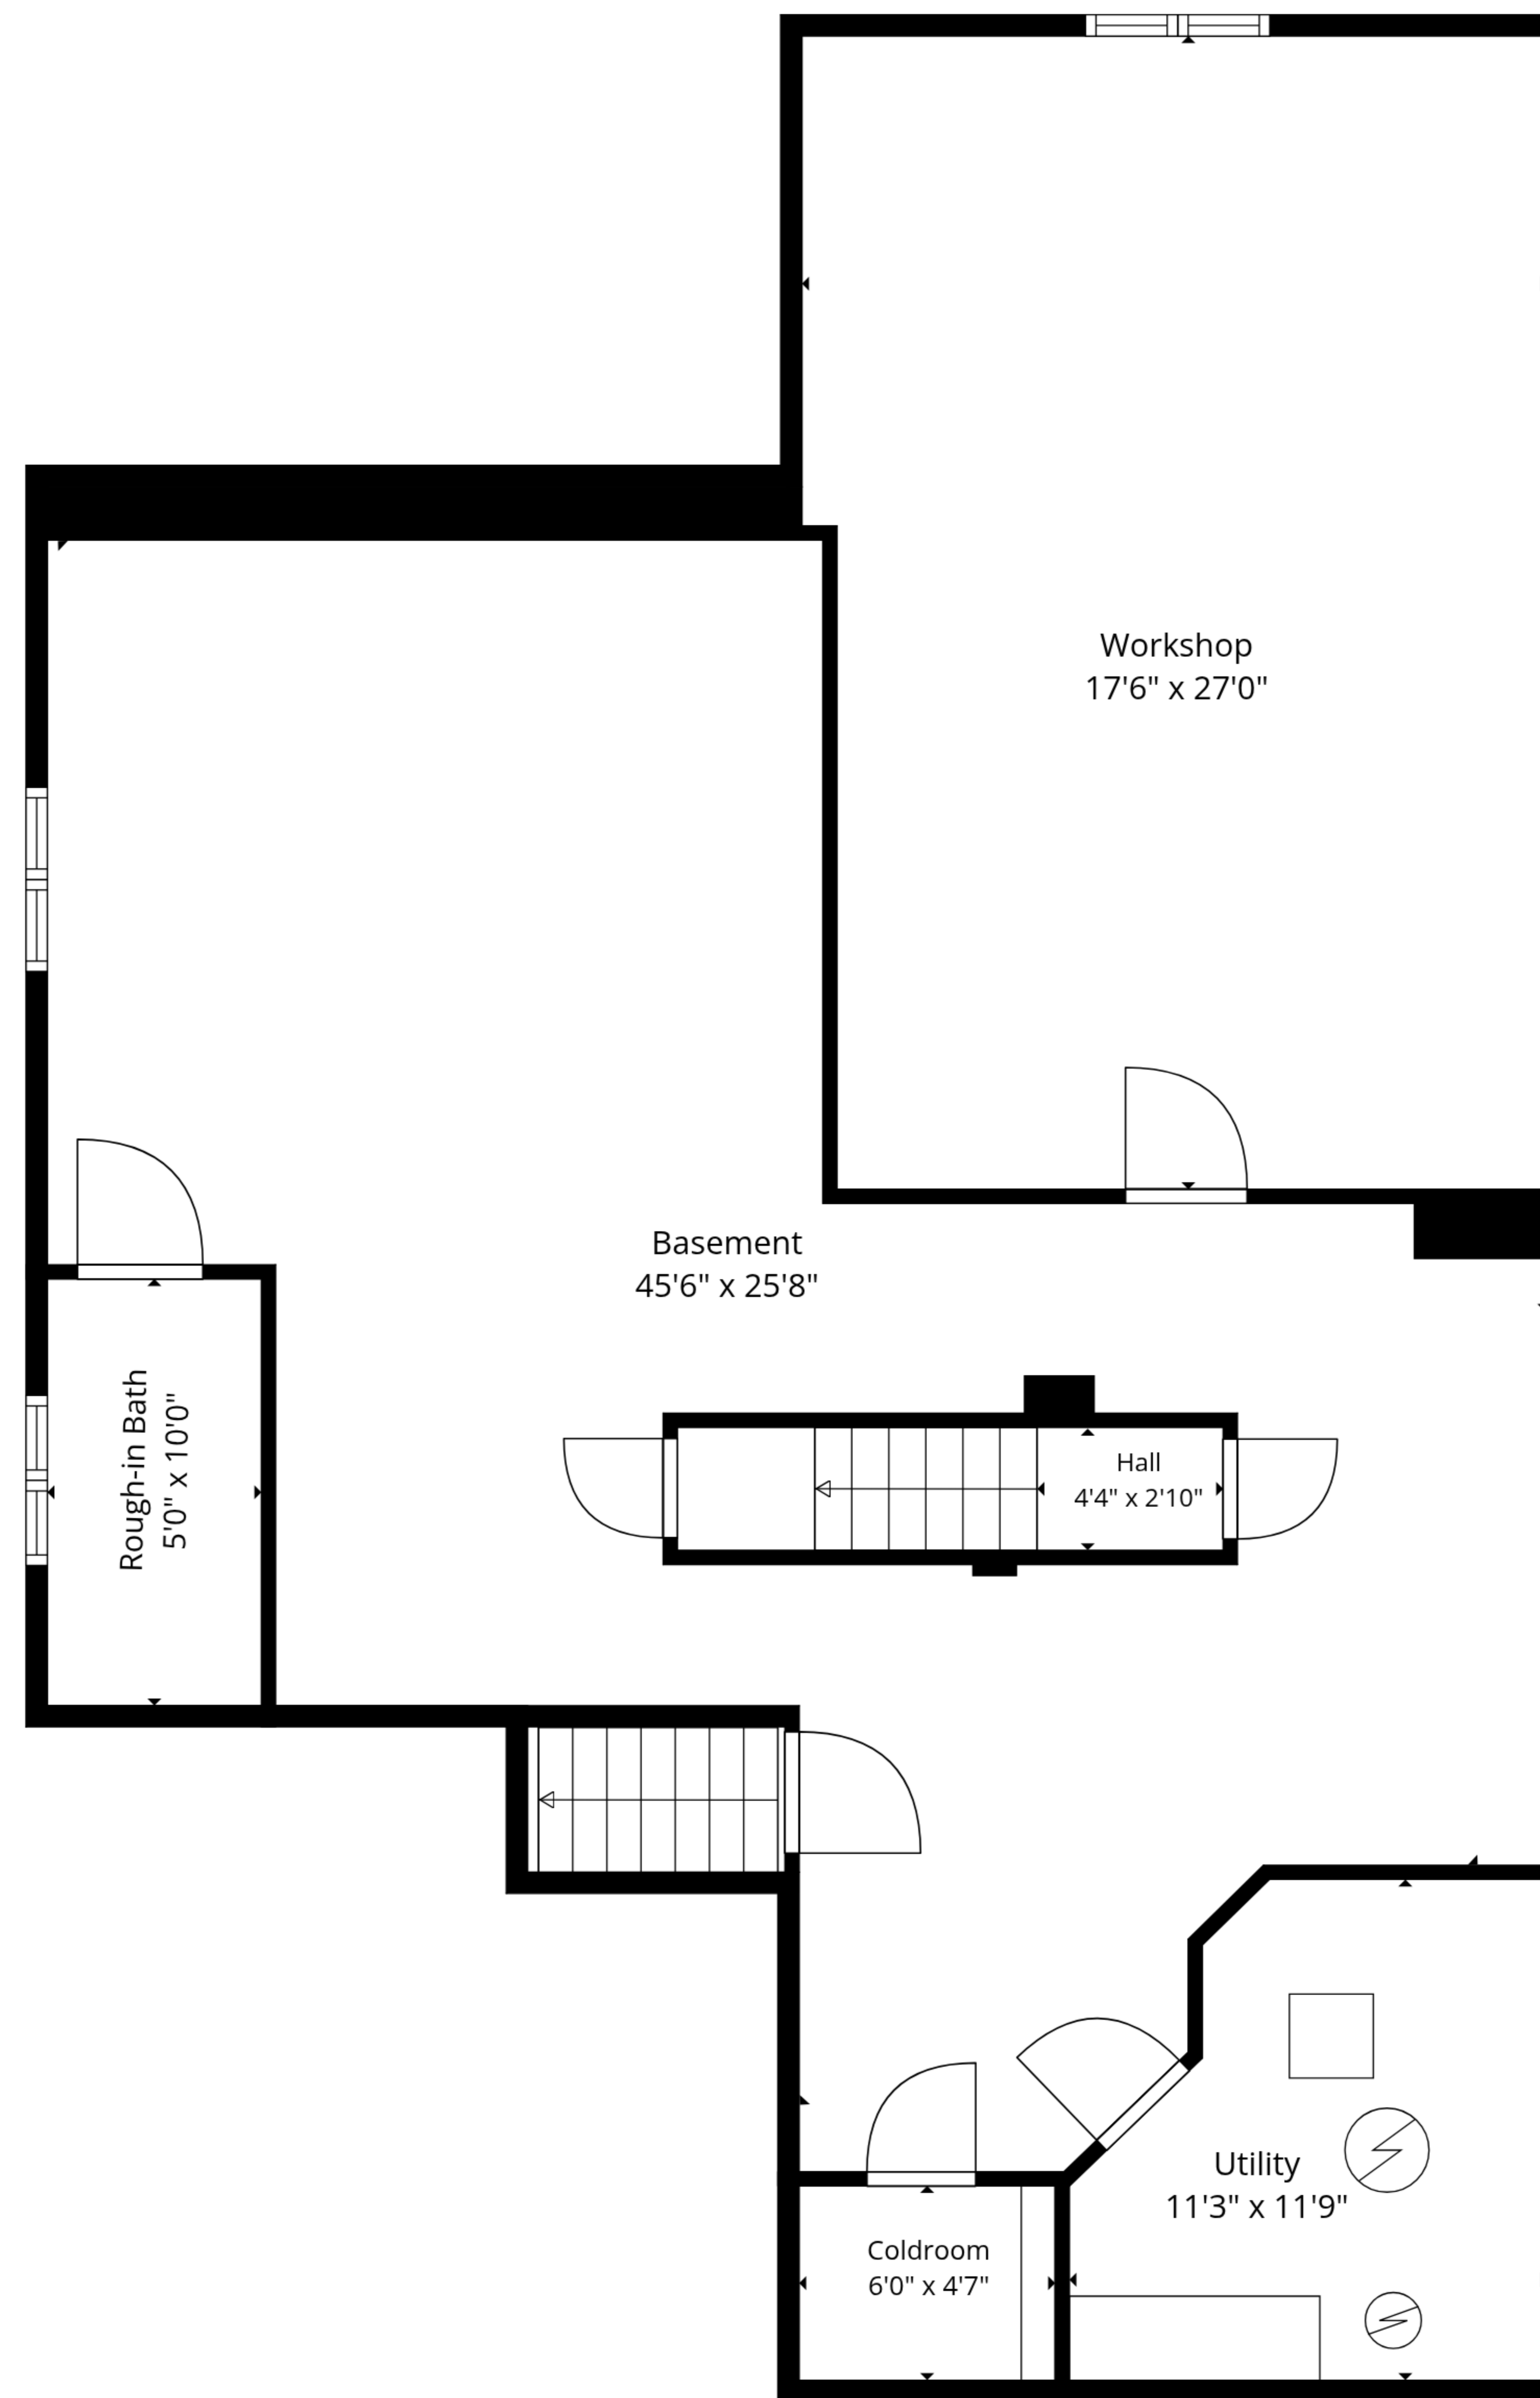 Workshop
17'6" x 27'0"
Basement
45'6" x 25'8"
Rough-in Bath
5'0" x 10'0"
Hall
4'4" x 2'10"
Utility
11'3" x 11'9"
Coldroom
6'0" x 4'7"